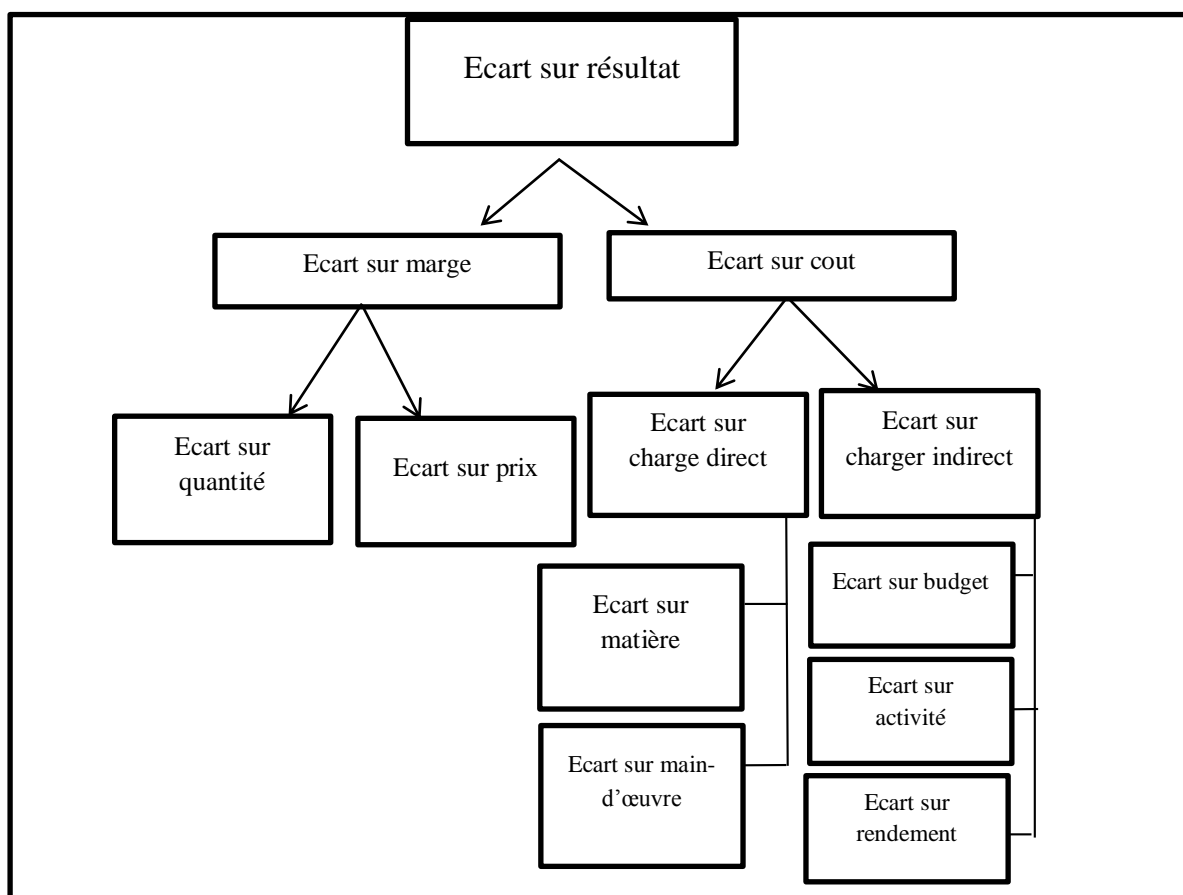 Ecart sur résultat
Ecart sur marge
Ecart sur cout
Ecart sur
quantité
Ecart sur prix
Ecart sur
charge direct
Ecart sur
charger indirect
Ecart sur
matière
Ecart sur main-
d’œuvre
Ecart sur budget
Ecart sur
activité
Ecart sur
rendement